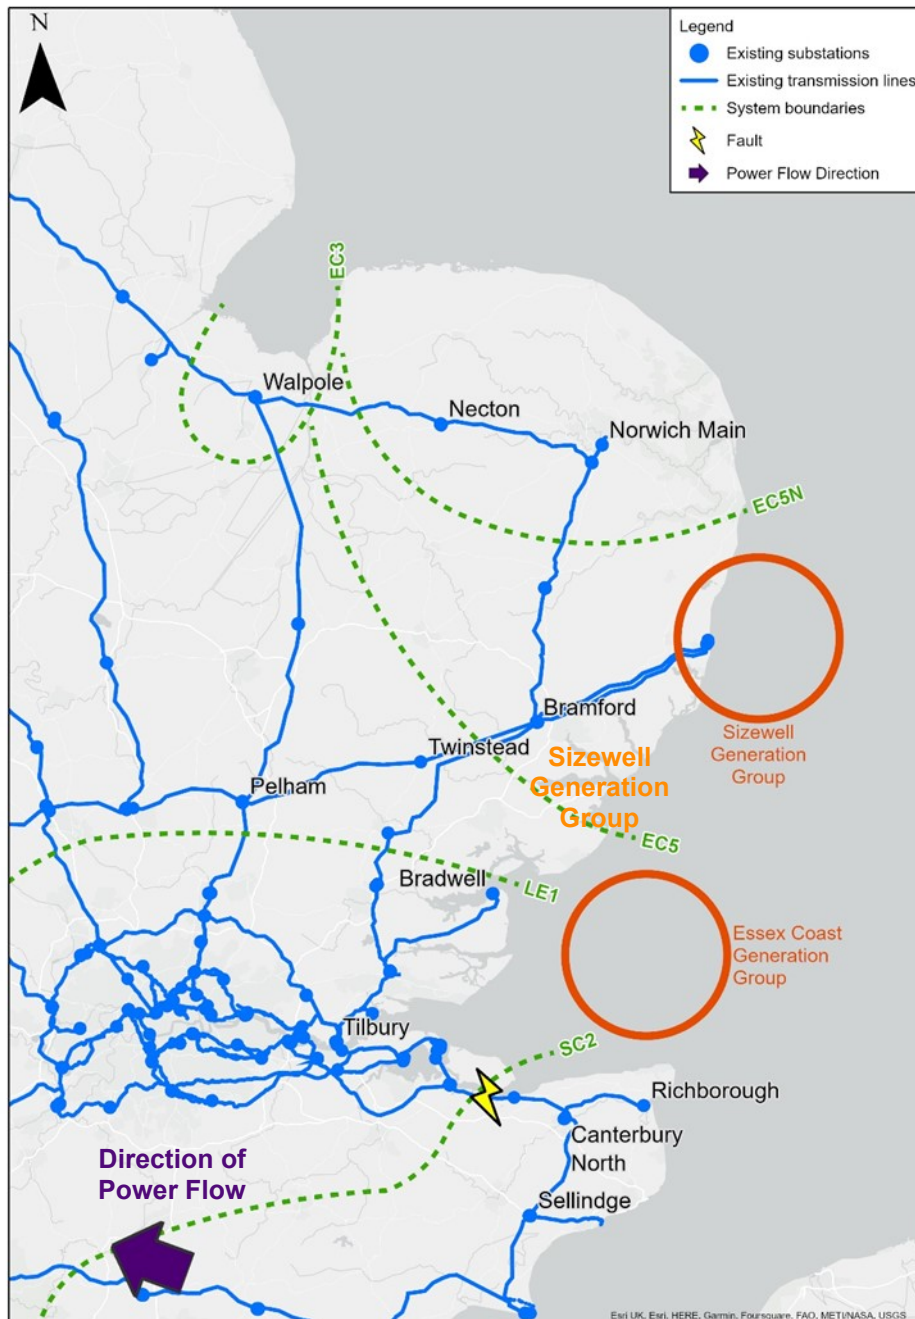 N
Legend
Existing substations
Existing transmission lines
System boundaries
Fault
Power Flow Direction
EC3
Walpole
Necton
Norwich Main
EC5N
Bramford
Twinstead
Sizewell
Generation
Group
Sizewell
Generation
Group
Pelham
EC5
Bradwell
LE1
Essex Coast
Generation
Group
Tilbury
SC2
Richborough
Canterbury
North
Direction of
Power Flow
Sellindge
Esri UK, Esri, HERE, Garmin, Foursquare, FAO, METI/NASA, USGS